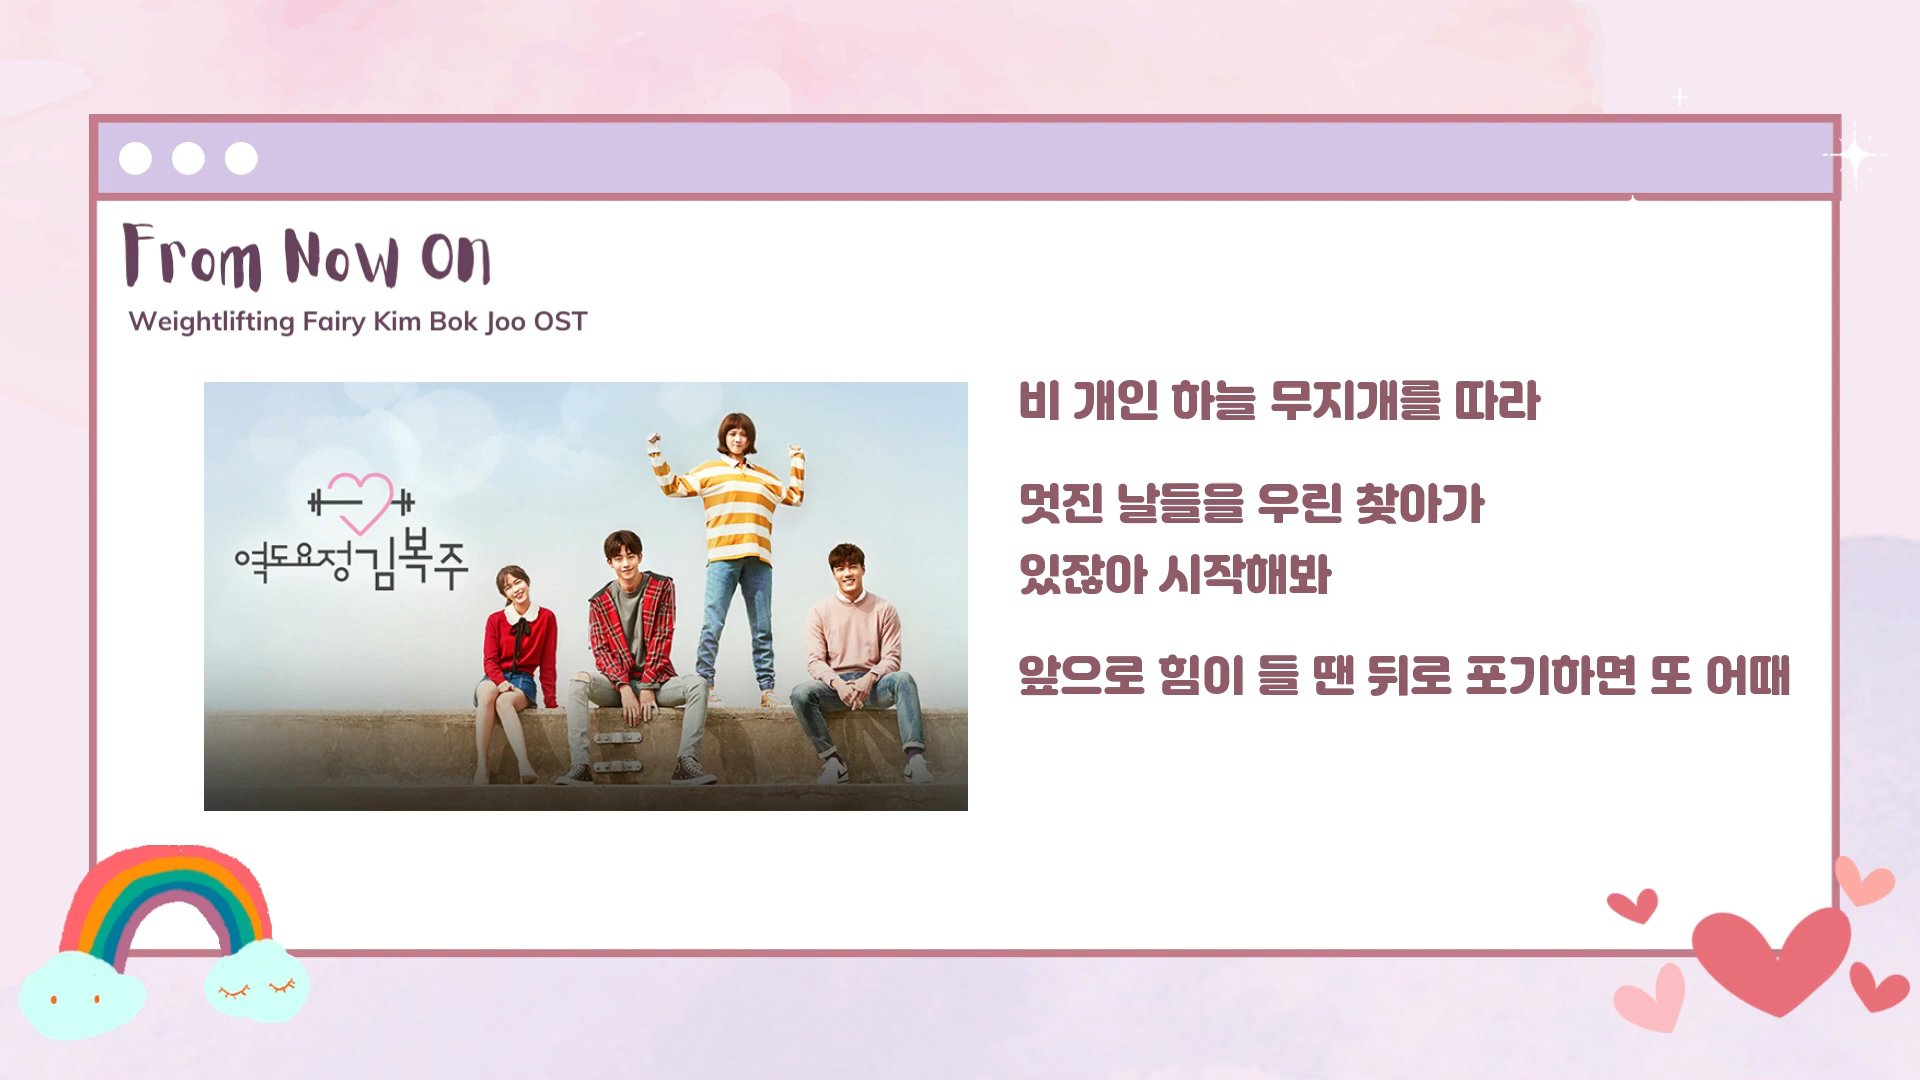 From Now On
Weightlifting Fairy Kim Bok Joo OST
역도요정김복주
비 개인 하늘 무지개를 따라
멋진 날들을 우린 찾아가
있잖아 시작해봐
앞으로 힘이 들 땐 뒤로 포기하면 또 어때